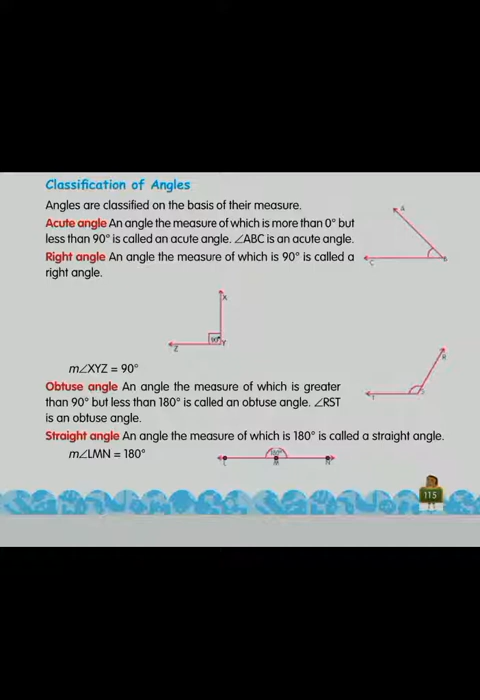 Classification of Angles
Angles are classified on the basis of their measure.
Acute angle An angle the measure of which is more than 0° but
less than 90° is called an acute angle. ∠ABC is an acute angle.
A
C
B
Right angle An angle the measure of which is 90° is called a
right angle.
X
90°
Y
Z
m∠XYZ = 90°
R
T
S
Obtuse angle An angle the measure of which is greater
than 90° but less than 180° is called an obtuse angle. ∠RST
is an obtuse angle.
Straight angle An angle the measure of which is 180° is called a straight angle.
m∠LMN = 180°
180°
L
M
N
115